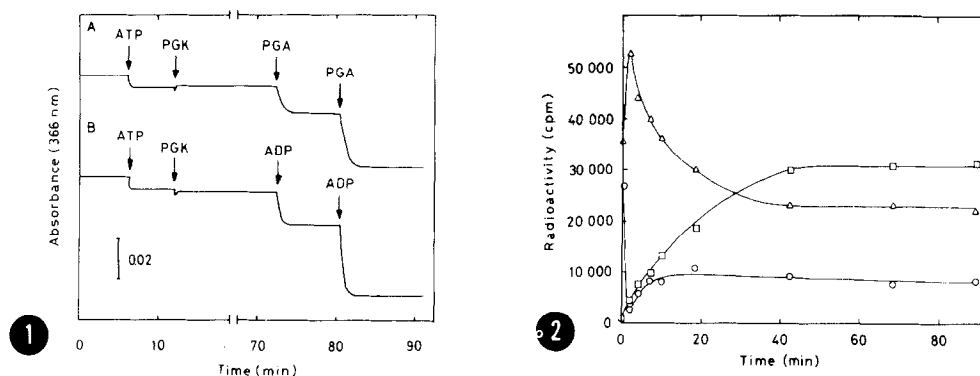 A
ATP
PGK
PGA
PGA
B
ATP
PGK
ADP
ADP
0.02
Absorbance (366 nm)
0 10 70 80 90
Time (min)
1
50 000
40 000
30 000
20 000
10 000
0
Radioactivity (cpm)
0 20 40 60 80
Time (min)
2